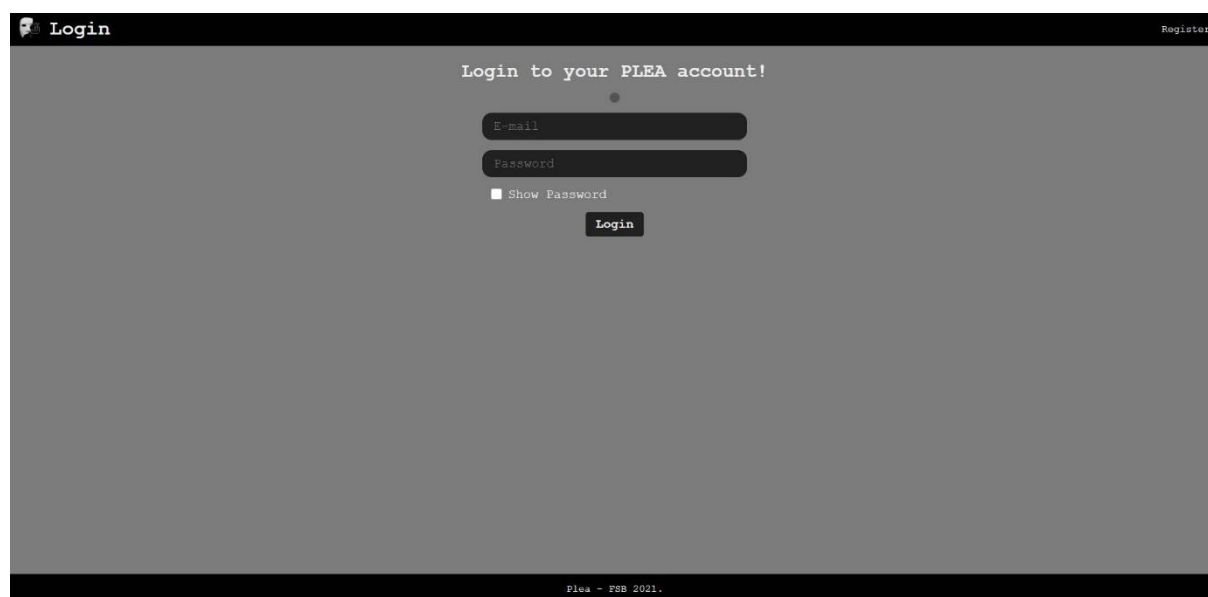 Login
Register
Login to your PLEA account!
E-mail
Password
Show Password
Login
Plea - FSB 2021.